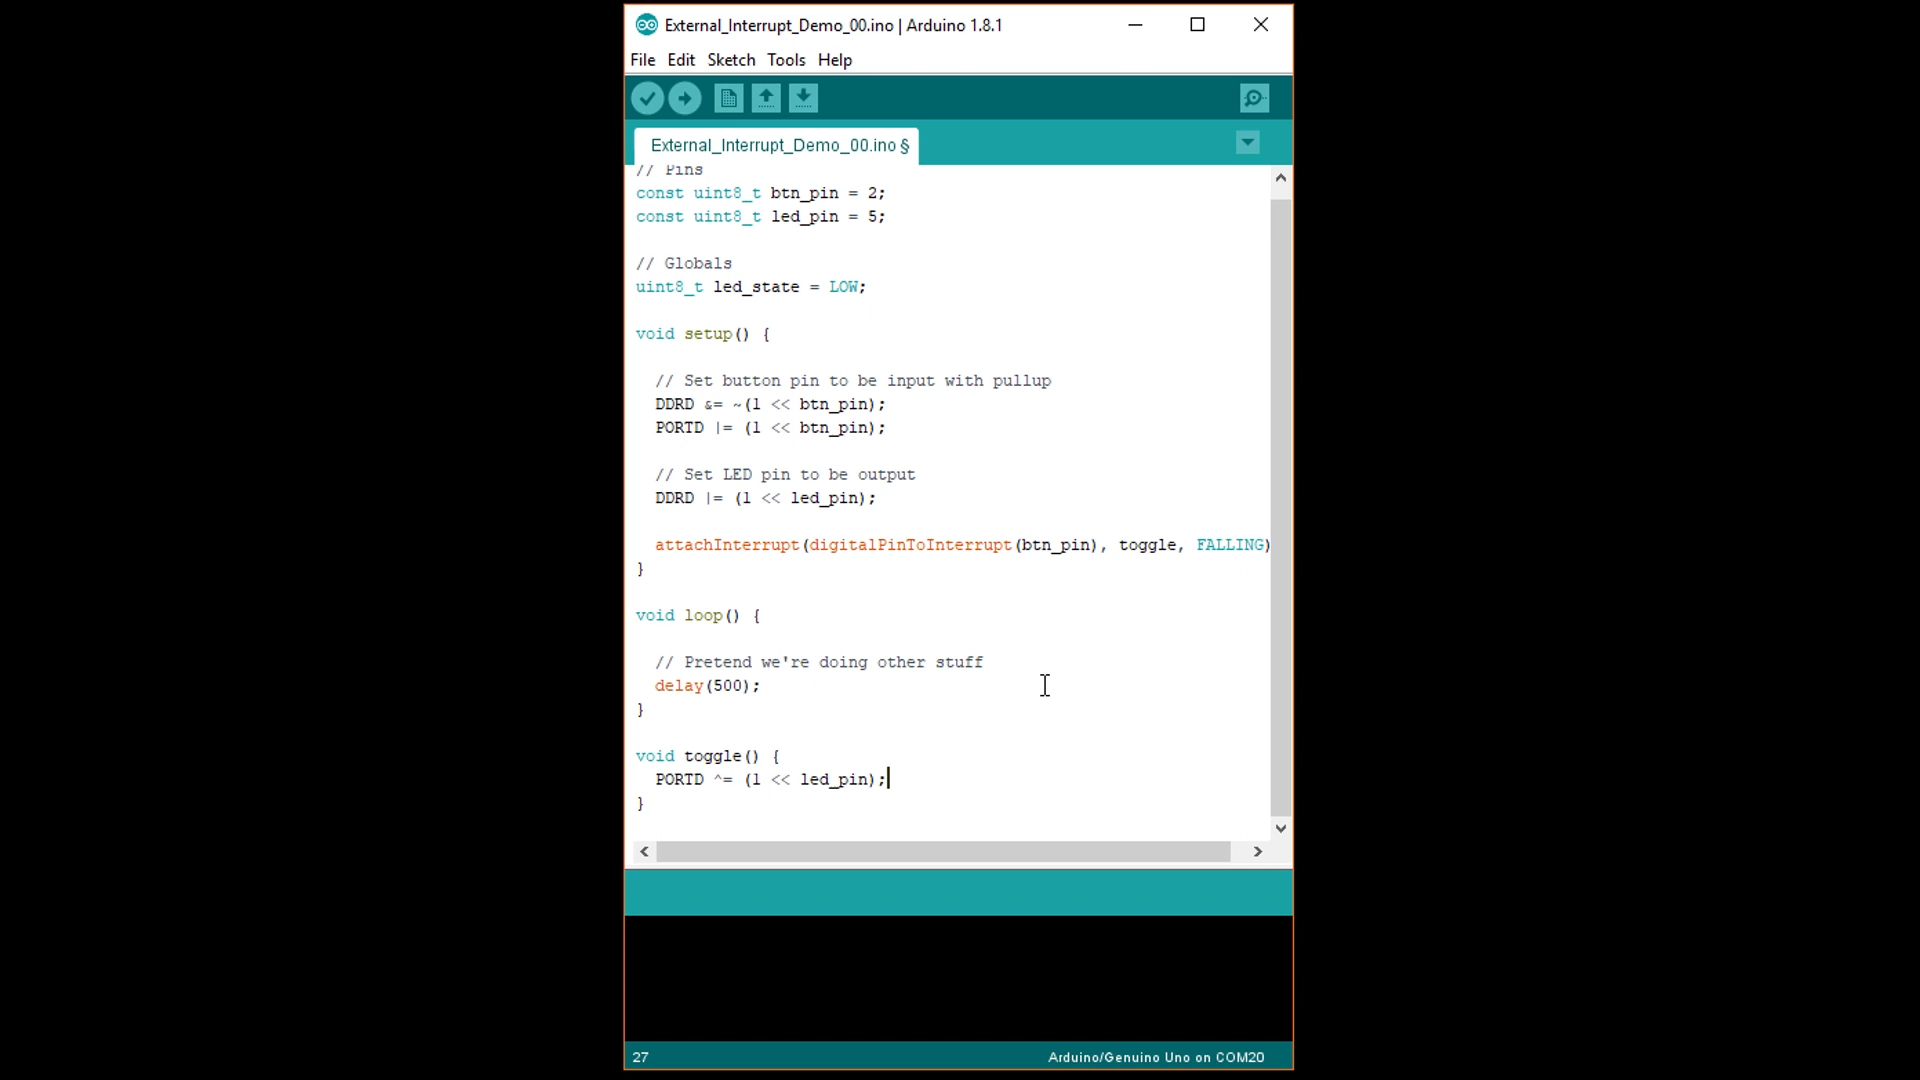 External_Interrupt_Demo_00.ino | Arduino 1.8.1
File Edit Sketch Tools Help
External_Interrupt_Demo_00.ino §
// Pins
const uint8_t btn_pin = 2;
const uint8_t led_pin = 5;
// Globals
uint8_t led_state = LOW;
void setup() {
// Set button pin to be input with pullup
DDRD &= ~(1 << btn_pin);
PORTD |= (1 << btn_pin);
// Set LED pin to be output
DDRD |= (1 << led_pin);
attachInterrupt(digitalPinToInterrupt(btn_pin), toggle, FALLING)
}
void loop() {
// Pretend we're doing other stuff
delay(500);
}
void toggle() {
PORTD ^= (1 << led_pin);
}
27
Arduino/Genuino Uno on COM20